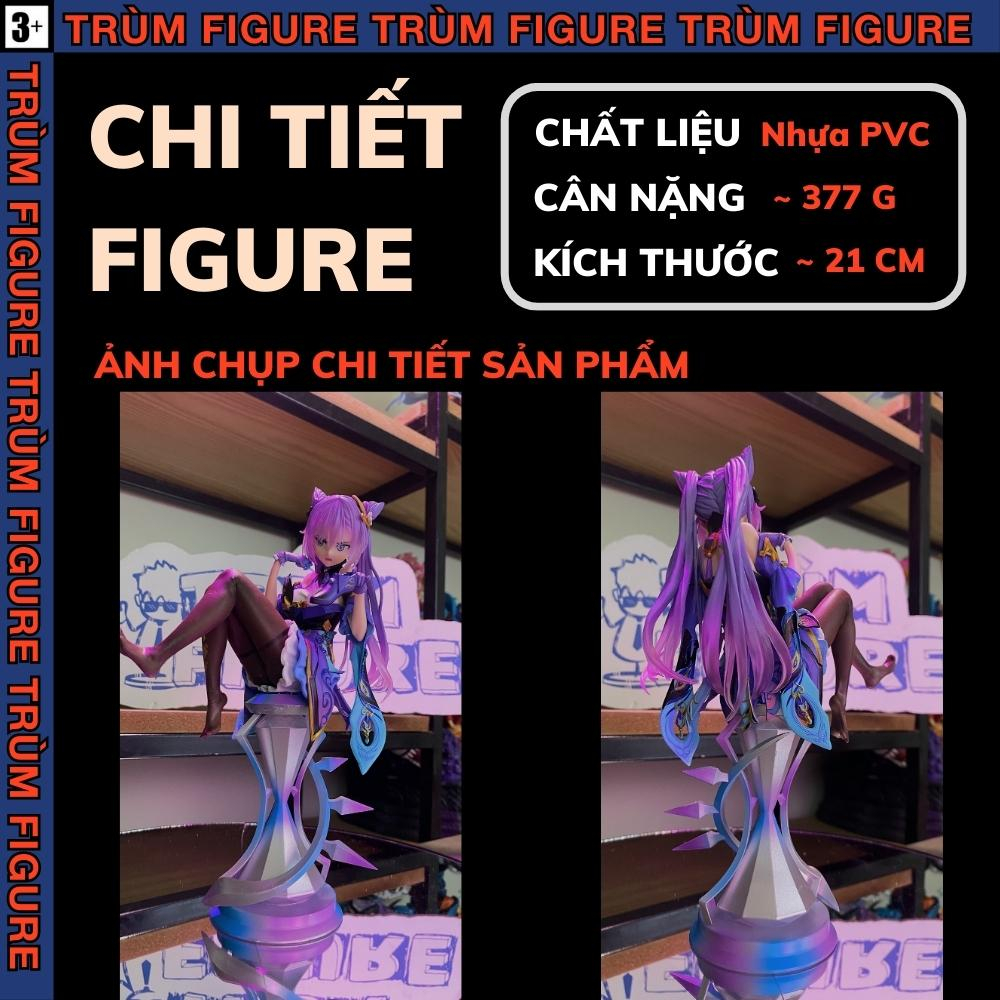 3+
TRÙM FIGURE TRÙM FIGURE TRÙM FIGURE
TRÙM FIGURE TRÙM FIGURE TRÙM FIGURE
CHI TIẾT
FIGURE
CHẤT LIỆU Nhựa PVC
CÂN NẶNG ~ 377 G
KÍCH THƯỚC ~ 21 CM
ẢNH CHỤP CHI TIẾT SẢN PHẨM